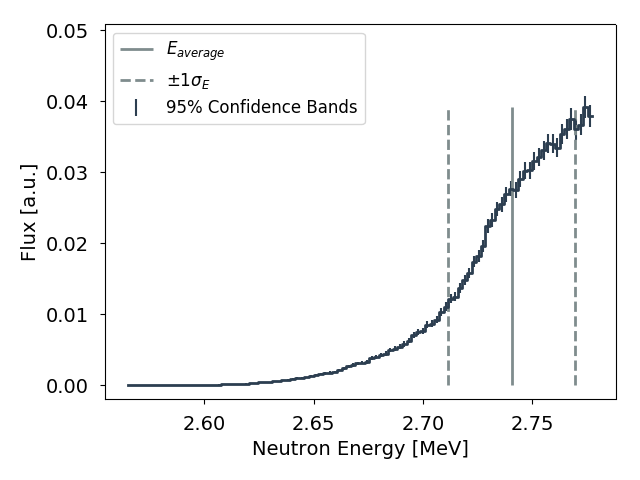 0.05
0.04
0.03
0.02
0.01
0.00
Flux [a.u.]
E_average
±1σ_E
95% Confidence Bands
2.60 2.65 2.70 2.75
Neutron Energy [MeV]